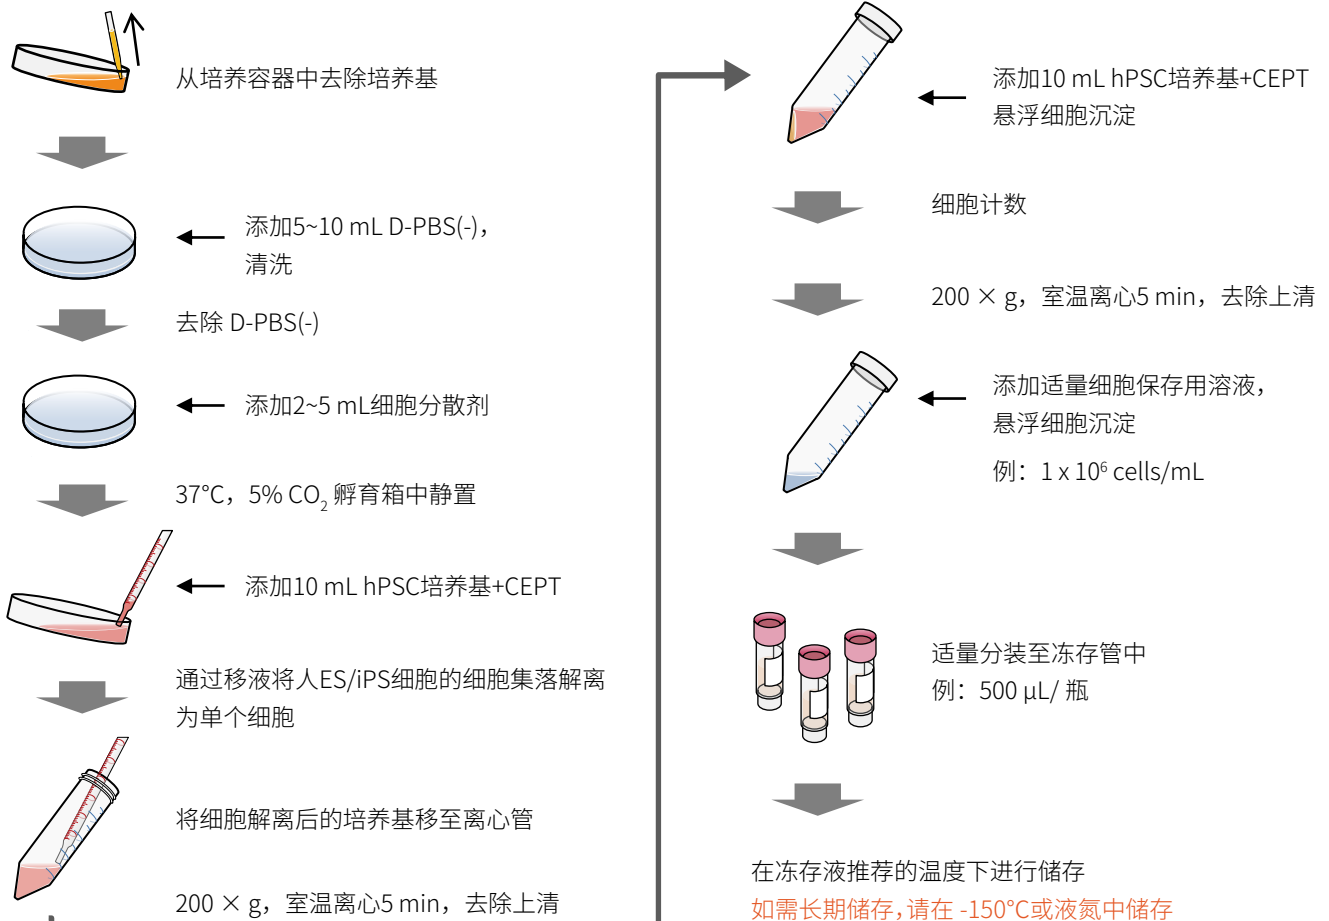 从培养容器中去除培养基
添加5~10 mL D-PBS(-)，
清洗
去除 D-PBS(-)
添加2~5 mL细胞分散剂
37°C，5% CO₂ 孵育箱中静置
添加10 mL hPSC培养基+CEPT
通过移液将人ES/iPS细胞的细胞集落解离
为单个细胞
将细胞解离后的培养基移至离心管
200 × g，室温离心5 min，去除上清
添加10 mL hPSC培养基+CEPT
悬浮细胞沉淀
细胞计数
200 × g，室温离心5 min，去除上清
添加适量细胞保存用溶液，
悬浮细胞沉淀
例：1 x 10⁶ cells/mL
适量分装至冻存管中
例：500 μL/ 瓶
在冻存液推荐的温度下进行储存
如需长期储存，请在 -150°C或液氮中储存